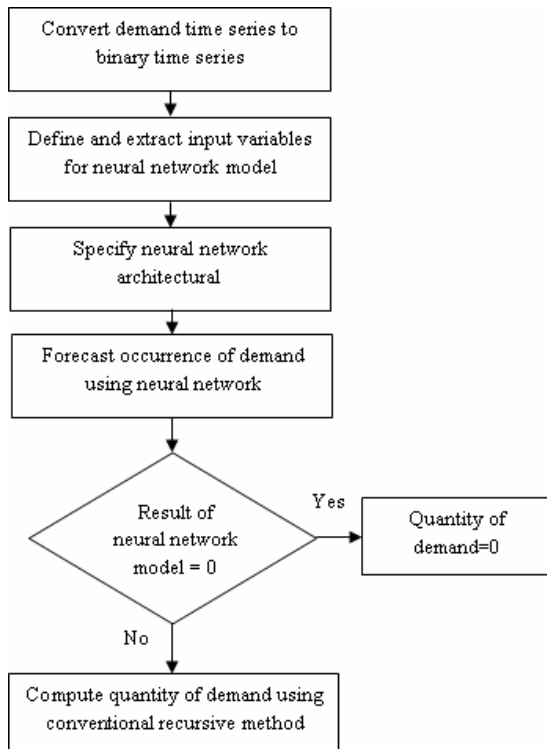 Convert demand time series to
binary time series
Define and extract input variables
for neural network model
Specify neural network
architectural
Forecast occurrence of demand
using neural network
Result of
neural network
model = 0
Yes
Quantity of
demand=0
No
Compute quantity of demand using
conventional recursive method